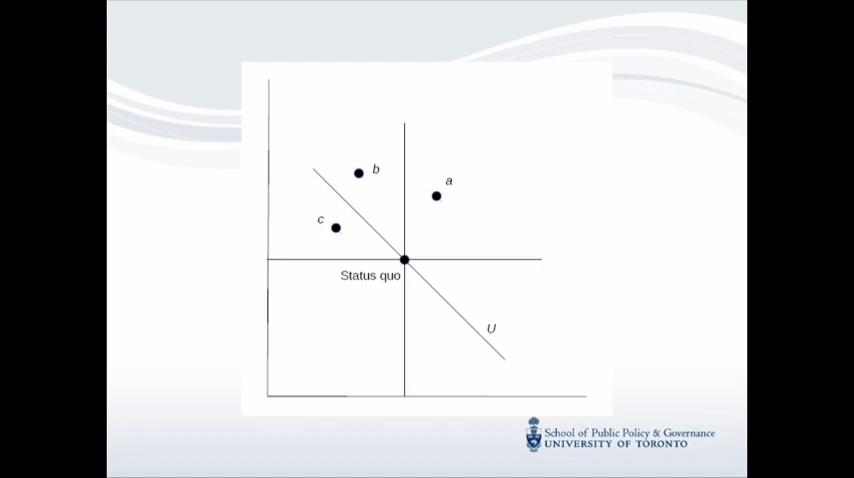 b
a
c
Status quo
U
School of Public Policy & Governance
UNIVERSITY OF TORONTO